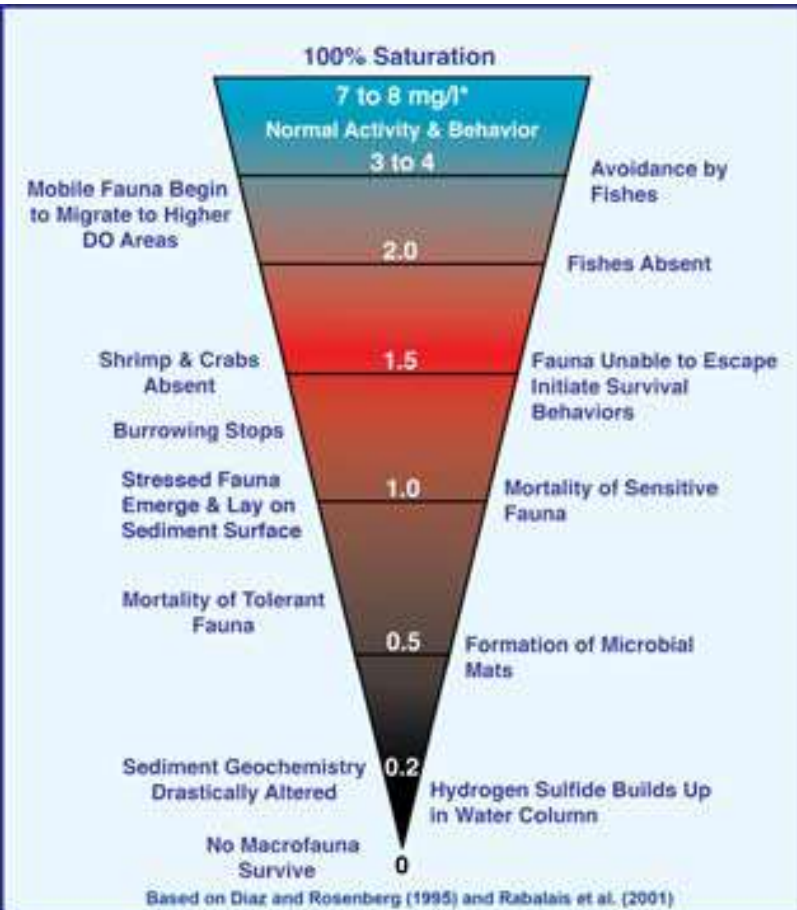 100% Saturation
7 to 8 mg/l*
Normal Activity & Behavior
3 to 4
Avoidance by
Fishes
Mobile Fauna Begin
to Migrate to Higher
DO Areas
2.0
Fishes Absent
Shrimp & Crabs
Absent
1.5
Fauna Unable to Escape
Initiate Survival
Behaviors
Burrowing Stops
Stressed Fauna
Emerge & Lay on
Sediment Surface
1.0
Mortality of Sensitive
Fauna
Mortality of Tolerant
Fauna
0.5
Formation of Microbial
Mats
Sediment Geochemistry
Drastically Altered
0.2
Hydrogen Sulfide Builds Up
in Water Column
No Macrofauna
Survive
0
Based on Diaz and Rosenberg (1995) and Rabalais et al. (2001)